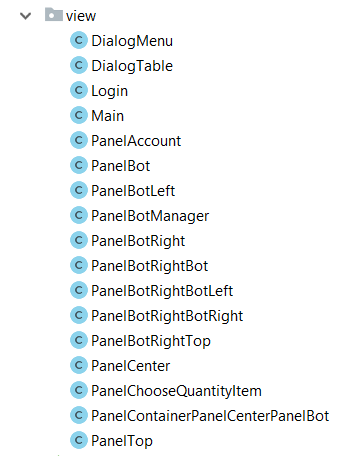 view
C DialogMenu
C DialogTable
C Login
C Main
C PanelAccount
C PanelBot
C PanelBotLeft
C PanelBotManager
C PanelBotRight
C PanelBotRightBot
C PanelBotRightBotLeft
C PanelBotRightBotRight
C PanelBotRightTop
C PanelCenter
C PanelChooseQuantityItem
C PanelContainerPanelCenterPanelBot
C PanelTop